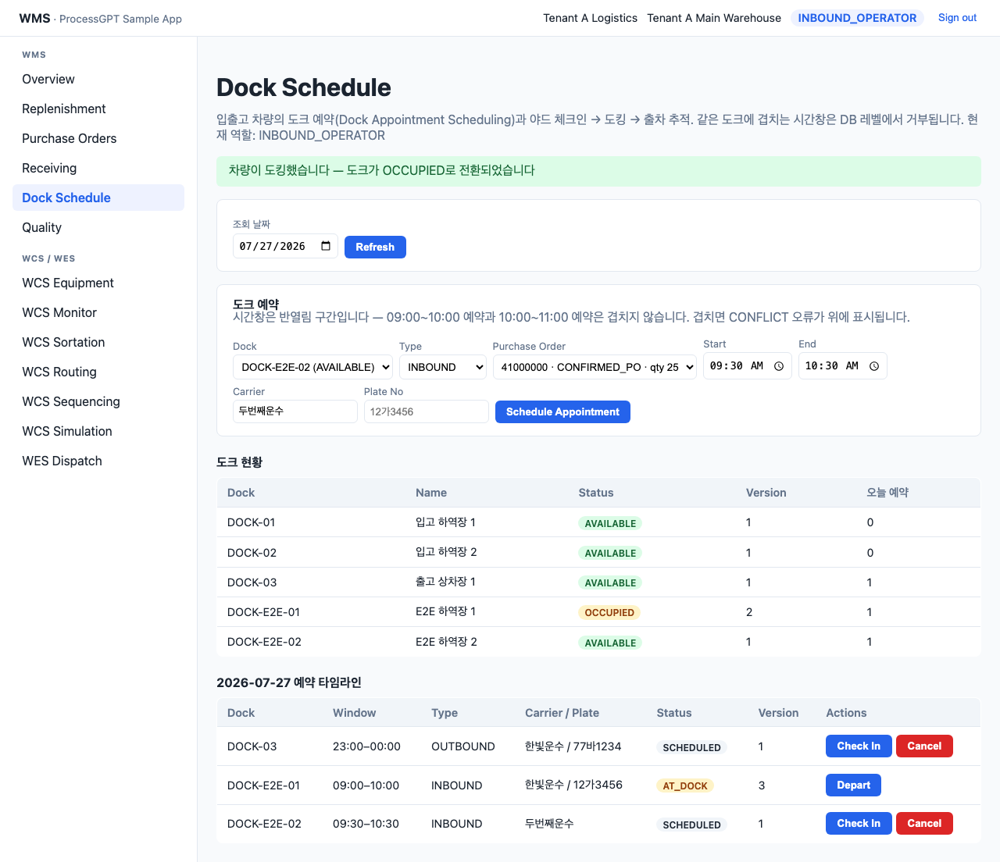 WMS · ProcessGPT Sample App
Tenant A Logistics Tenant A Main Warehouse INBOUND_OPERATOR Sign out
WMS
Overview
Replenishment
Purchase Orders
Receiving
Dock Schedule
Quality
WCS / WES
WCS Equipment
WCS Monitor
WCS Sortation
WCS Routing
WCS Sequencing
WCS Simulation
WES Dispatch
Dock Schedule
입출고 차량의 도크 예약(Dock Appointment Scheduling)과 야드 체크인 → 도킹 → 출차 추적. 같은 도크에 겹치는 시간창은 DB 레벨에서 거부됩니다. 현
재 역할: INBOUND_OPERATOR
차량이 도킹했습니다 — 도크가 OCCUPIED로 전환되었습니다
조회 날짜
07/27/2026 Refresh
도크 예약
시간창은 반열림 구간입니다 — 09:00~10:00 예약과 10:00~11:00 예약은 겹치지 않습니다. 겹치면 CONFLICT 오류가 위에 표시됩니다.
Dock Type Purchase Order Start End
DOCK-E2E-02 (AVAILABLE) INBOUND 41000000 · CONFIRMED_PO · qty 25 09:30 AM 10:30 AM
Carrier Plate No
두번째운수 12가3456 Schedule Appointment
도크 현황
Dock Name Status Version 오늘 예약
DOCK-01 입고 하역장 1 AVAILABLE 1 0
DOCK-02 입고 하역장 2 AVAILABLE 1 0
DOCK-03 출고 상차장 1 AVAILABLE 1 1
DOCK-E2E-01 E2E 하역장 1 OCCUPIED 2 1
DOCK-E2E-02 E2E 하역장 2 AVAILABLE 1 1
2026-07-27 예약 타임라인
Dock Window Type Carrier / Plate Status Version Actions
DOCK-03 23:00–00:00 OUTBOUND 한빛운수 / 77바1234 SCHEDULED 1 Check In Cancel
DOCK-E2E-01 09:00–10:00 INBOUND 한빛운수 / 12가3456 AT_DOCK 3 Depart
DOCK-E2E-02 09:30–10:30 INBOUND 두번째운수 SCHEDULED 1 Check In Cancel